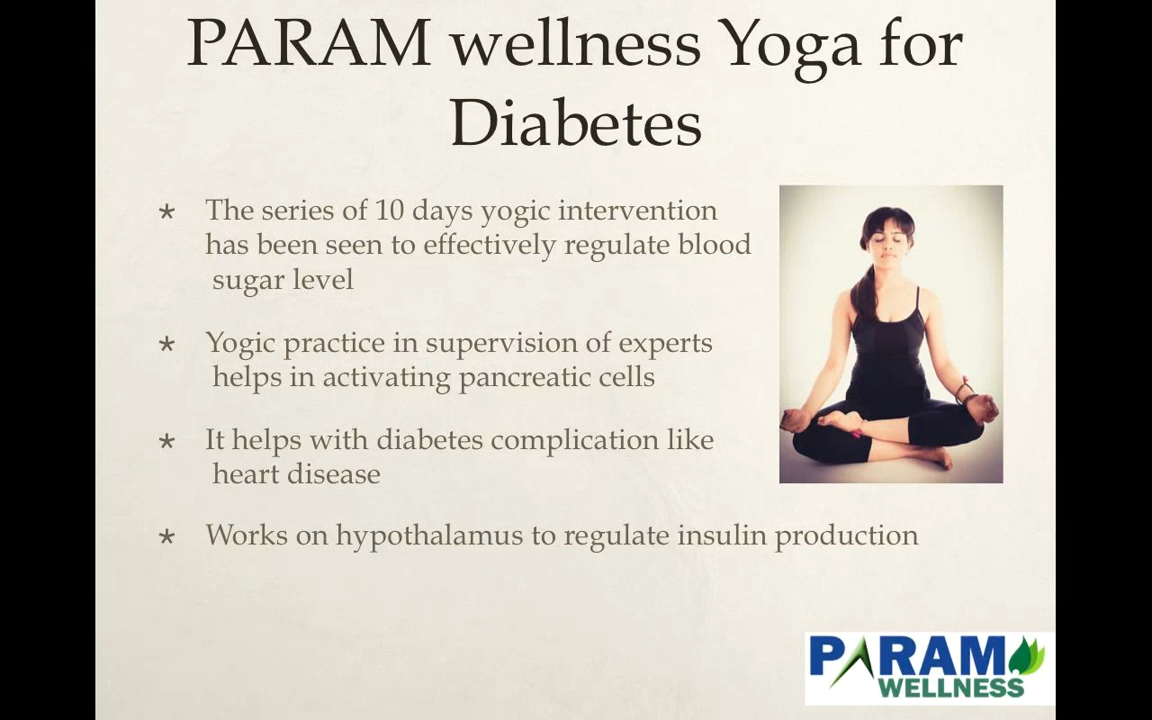 PARAM wellness Yoga for
Diabetes
* The series of 10 days yogic intervention
has been seen to effectively regulate blood
sugar level
* Yogic practice in supervision of experts
helps in activating pancreatic cells
* It helps with diabetes complication like
heart disease
* Works on hypothalamus to regulate insulin production
PARAM
WELLNESS